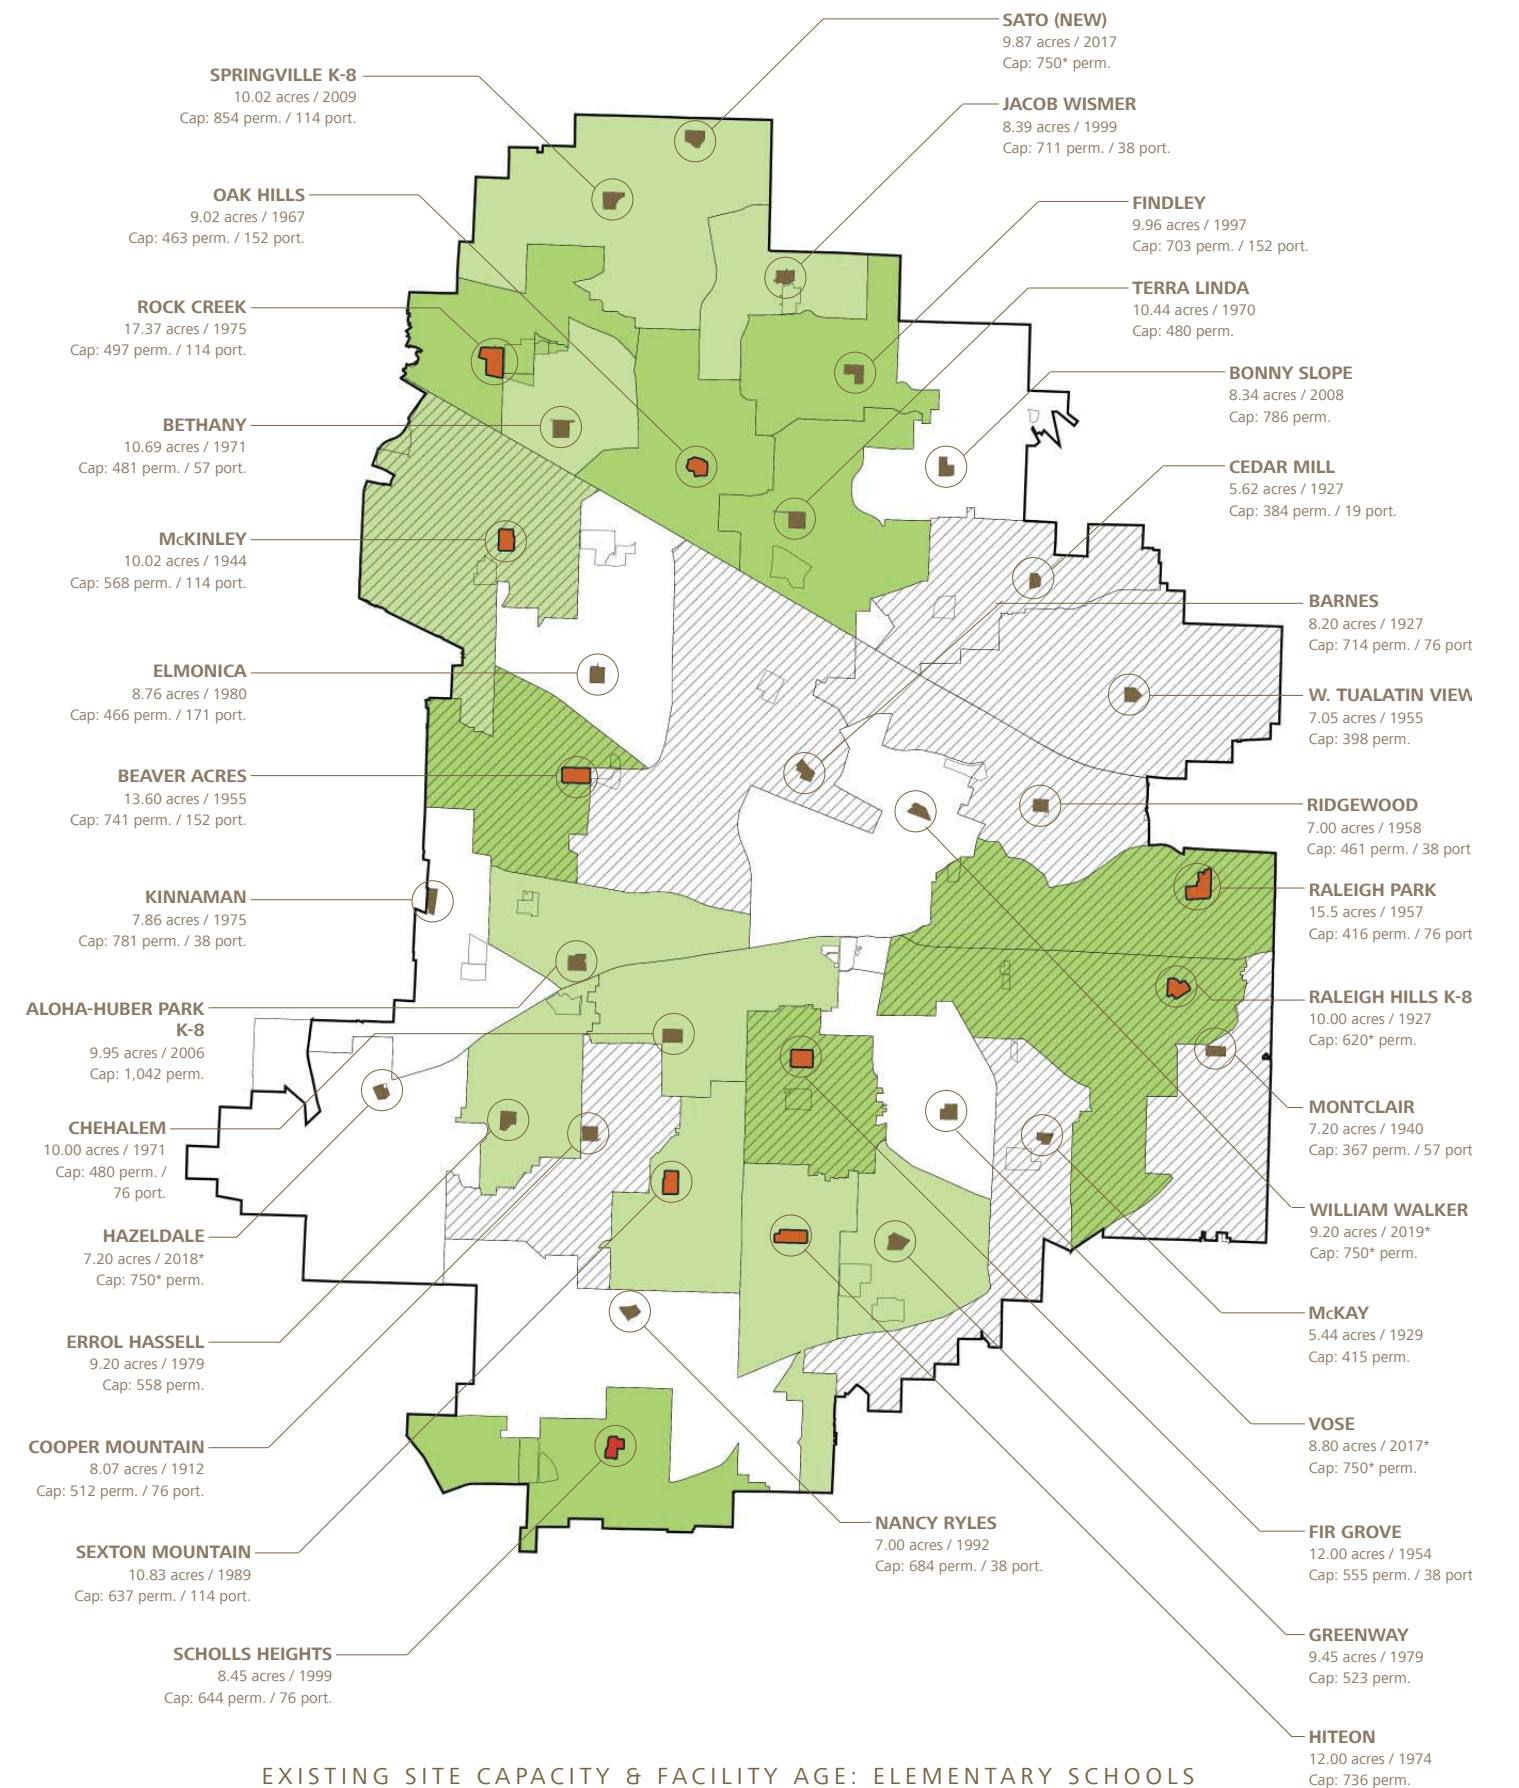 SATO (NEW)
9.87 acres / 2017
Cap: 750* perm.
SPRINGVILLE K-8
10.02 acres / 2009
Cap: 854 perm. / 114 port.
JACOB WISMER
8.39 acres / 1999
Cap: 711 perm. / 38 port.
OAK HILLS
9.02 acres / 1967
Cap: 463 perm. / 152 port.
FINDLEY
9.96 acres / 1997
Cap: 703 perm. / 152 port.
TERRA LINDA
10.44 acres / 1970
Cap: 480 perm.
ROCK CREEK
17.37 acres / 1975
Cap: 497 perm. / 114 port.
BONNY SLOPE
8.34 acres / 2008
Cap: 786 perm.
BETHANY
10.69 acres / 1971
Cap: 481 perm. / 57 port.
CEDAR MILL
5.62 acres / 1927
Cap: 384 perm. / 19 port.
McKINLEY
10.02 acres / 1944
Cap: 568 perm. / 114 port.
BARNES
8.20 acres / 1927
Cap: 714 perm. / 76 port
ELMONICA
8.76 acres / 1980
Cap: 466 perm. / 171 port.
W. TUALATIN VIEW
7.05 acres / 1955
Cap: 398 perm.
BEAVER ACRES
13.60 acres / 1955
Cap: 741 perm. / 152 port.
RIDGEWOOD
7.00 acres / 1958
Cap: 461 perm. / 38 port
KINNAMAN
7.86 acres / 1975
Cap: 781 perm. / 38 port.
RALEIGH PARK
15.5 acres / 1957
Cap: 416 perm. / 76 port
ALOHA-HUBER PARK
K-8
9.95 acres / 2006
Cap: 1,042 perm.
RALEIGH HILLS K-8
10.00 acres / 1927
Cap: 620* perm.
CHEHALEM
10.00 acres / 1971
Cap: 480 perm. /
76 port.
MONTCLAIR
7.20 acres / 1940
Cap: 367 perm. / 57 port
HAZELDALE
7.20 acres / 2018*
Cap: 750* perm.
WILLIAM WALKER
9.20 acres / 2019*
Cap: 750* perm.
ERROL HASSELL
9.20 acres / 1979
Cap: 558 perm.
McKAY
5.44 acres / 1929
Cap: 415 perm.
COOPER MOUNTAIN
8.07 acres / 1912
Cap: 512 perm. / 76 port.
VOSE
8.80 acres / 2017*
Cap: 750* perm.
SEXTON MOUNTAIN
10.83 acres / 1989
Cap: 637 perm. / 114 port.
NANCY RYLES
7.00 acres / 1992
Cap: 684 perm. / 38 port.
FIR GROVE
12.00 acres / 1954
Cap: 555 perm. / 38 port
SCHOLLS HEIGHTS
8.45 acres / 1999
Cap: 644 perm. / 76 port.
GREENWAY
9.45 acres / 1979
Cap: 523 perm.
HITEON
12.00 acres / 1974
Cap: 736 perm.
EXISTING SITE CAPACITY & FACILITY AGE: ELEMENTARY SCHOOLS